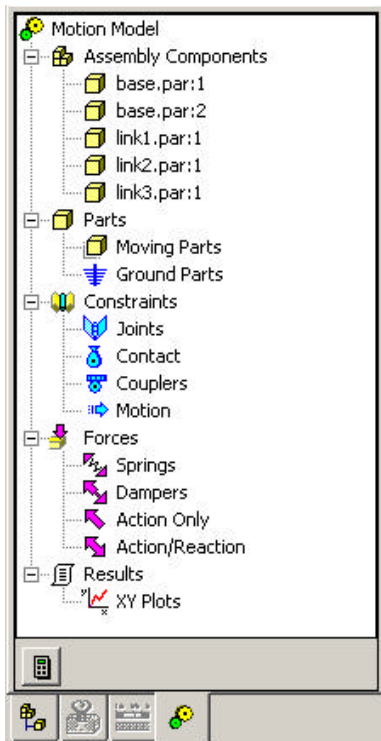 Motion Model
Assembly Components
base.par:1
base.par:2
link1.par:1
link2.par:1
link3.par:1
Parts
Moving Parts
Ground Parts
Constraints
Joints
Contact
Couplers
Motion
Forces
Springs
Dampers
Action Only
Action/Reaction
Results
XY Plots